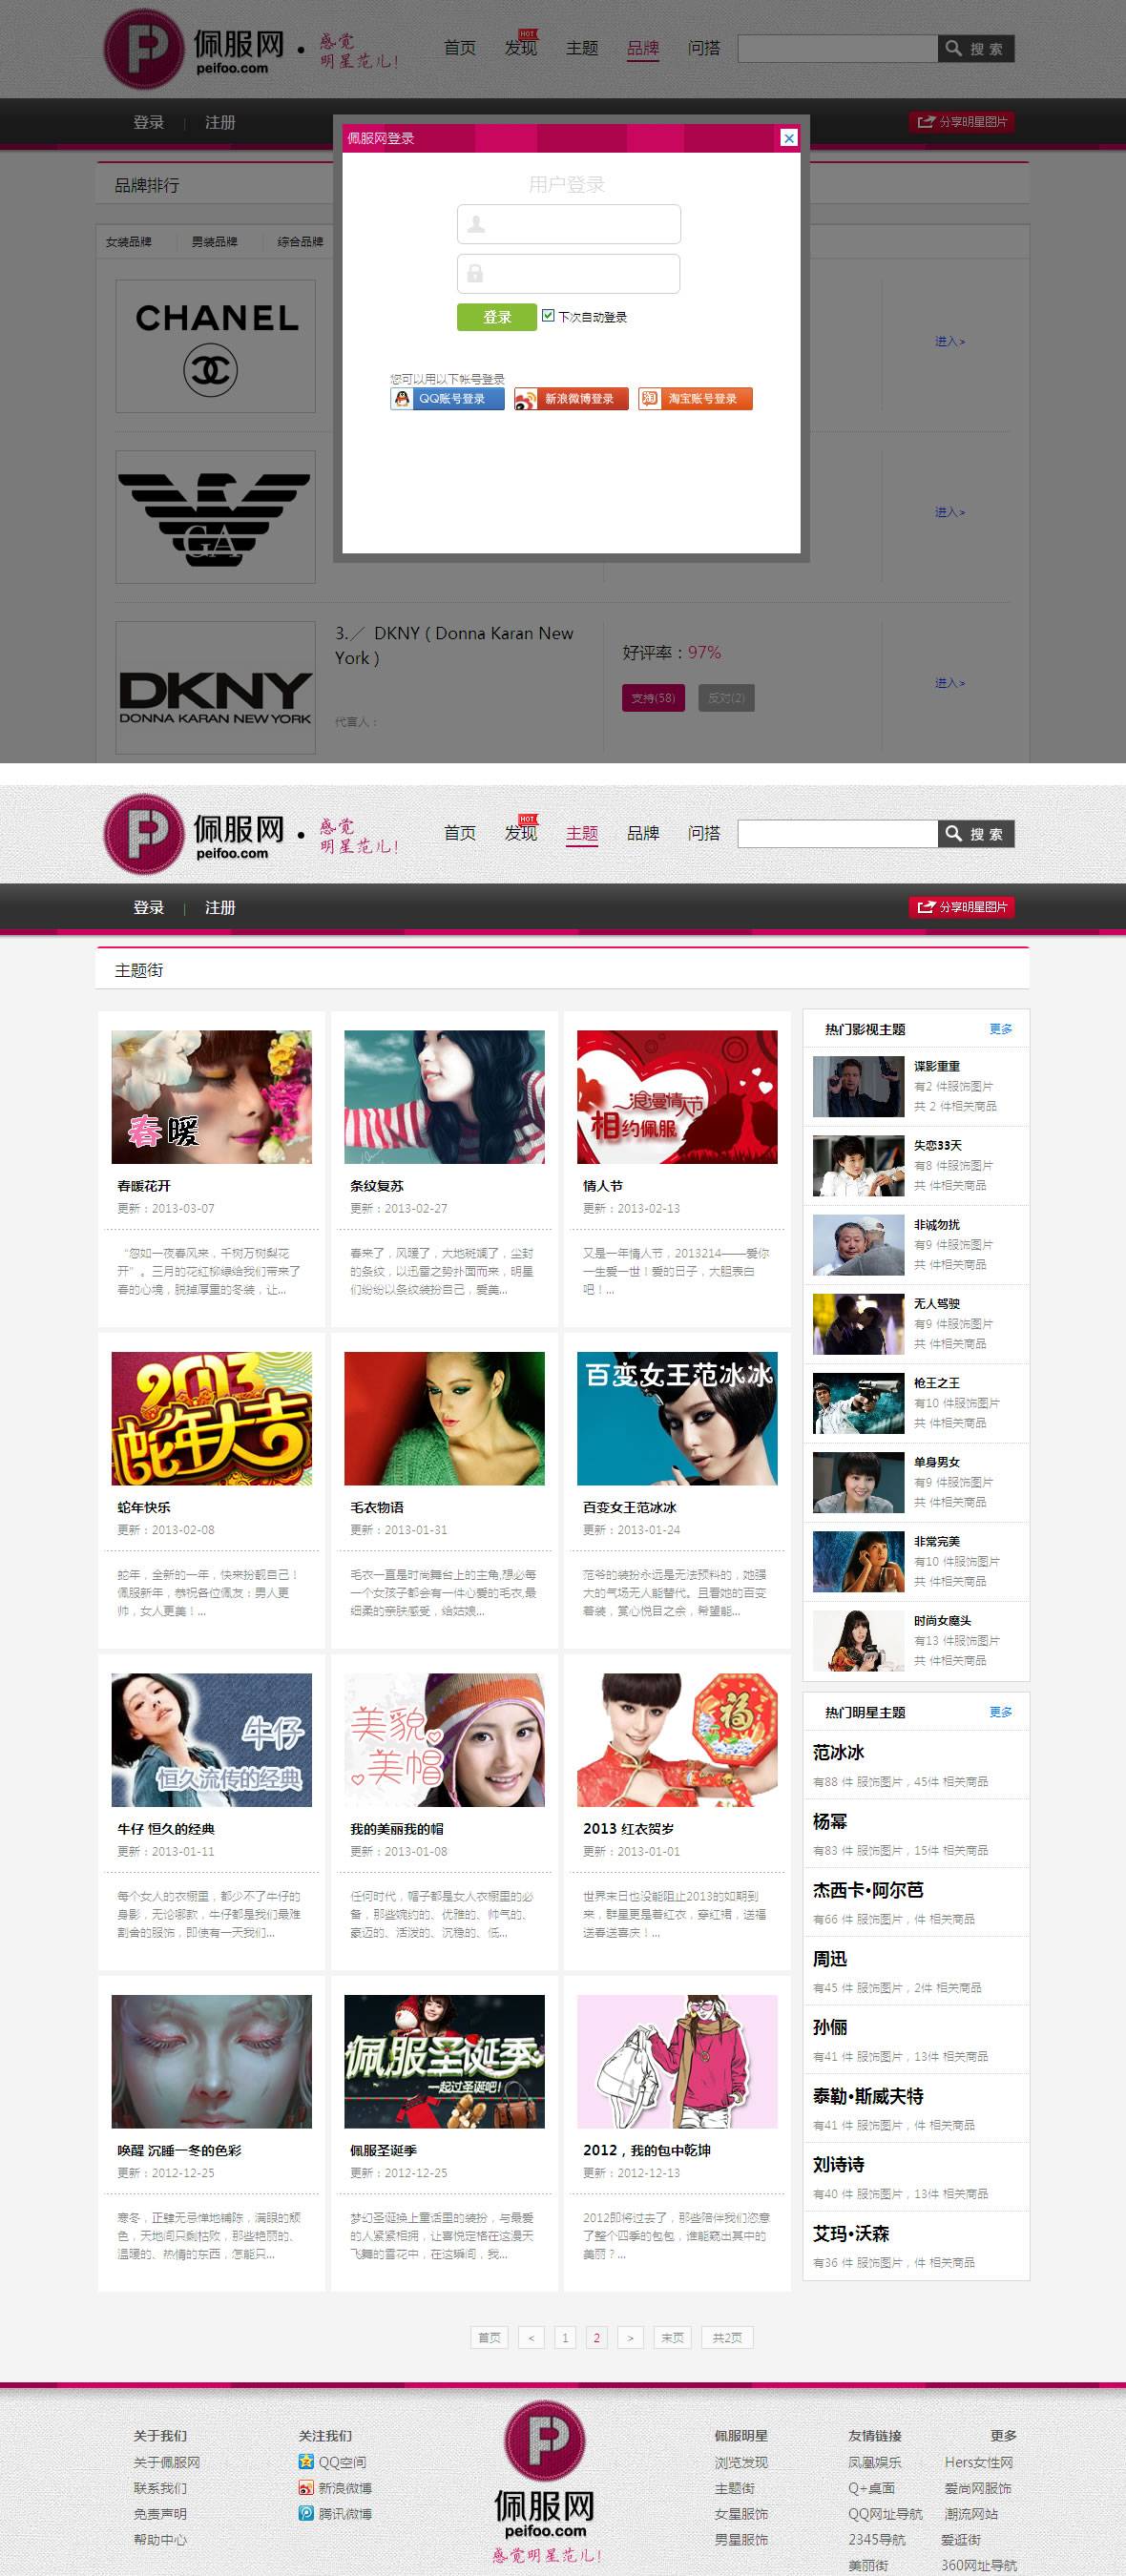 佩服网
peifoo.com
感觉
明星范儿!
首页 发现 HOT 主题 品牌 问搭
搜 索
登录 | 注册
分享明星图片
品牌排行
女装品牌 男装品牌 综合品牌
佩服网登录
用户登录
登录 下次自动登录
您可以用以下帐号登录
QQ账号登录 新浪微博登录 淘宝账号登录
CHANEL
进入>
GA
进入>
DKNY
DONNA KARAN NEW YORK
3.／ DKNY ( Donna Karan New
York )
代言人：
好评率：97%
支持(58) 反对(2)
进入>
佩服网
peifoo.com
感觉
明星范儿!
首页 发现 HOT 主题 品牌 问搭
搜 索
登录 | 注册
分享明星图片
主题街
春暖
春暖花开
更新：2013-03-07
“忽如一夜春风来，千树万树梨花
开”。三月的花红柳绿给我们带来了
春的心境，脱掉厚重的冬装，让...
条纹复苏
更新：2013-02-27
春来了，风暖了，大地斑斓了，尘封
的条纹，以迅雷之势扑面而来，明星
们纷纷以条纹装扮自己，爱美...
浪漫情人节
相约佩服
情人节
更新：2013-02-13
又是一年情人节，2013214——爱你
一生爱一世！爱的日子，大胆表白
吧！...
2013
蛇年大吉
蛇年快乐
更新：2013-02-08
蛇年，全新的一年，快来扮靓自己！
佩服新年，恭祝各位佩友：男人更
帅，女人更美！...
毛衣物语
更新：2013-01-31
毛衣一直是时尚舞台上的主角,想必每
一个女孩子都会有一件心爱的毛衣,最
细柔的亲肤感受，给姑娘...
百变女王范冰冰
百变女王范冰冰
更新：2013-01-24
范爷的装扮永远是无法预料的，她强
大的气场无人能替代。且看她的百变
着装，赏心悦目之余，希望能...
牛仔
恒久流传的经典
牛仔 恒久的经典
更新：2013-01-11
每个女人的衣橱里，都少不了牛仔的
身影，无论哪款，牛仔都是我们最难
割舍的服饰，即使有一天我们...
美貌
美帽
我的美丽我的帽
更新：2013-01-08
任何时代，帽子都是女人衣橱里的必
备，那些婉约的、优雅的、帅气的、
豪迈的、活泼的、沉稳的、低...
福
2013 红衣贺岁
更新：2013-01-01
世界末日也没能阻止2013的如期到
来，群星更是着红衣，穿红裙，送福
送春送喜庆！...
唤醒 沉睡一冬的色彩
更新：2012-12-25
寒冬，正肆无忌惮地铺陈，满眼的颓
色，天地间只剩枯败，那些艳丽的、
温暖的、热情的东西，怎能只...
佩服圣诞季
一起过圣诞吧!
佩服圣诞季
更新：2012-12-25
梦幻圣诞换上童话里的装扮，与最爱
的人紧紧相拥，让喜悦定格在这漫天
飞舞的雪花中，在这瞬间，我...
2012，我的包中乾坤
更新：2012-12-13
2012即将过去了，那些陪伴我们恣意
了整个四季的包包，谁能窥出其中的
美丽？...
热门影视主题 更多
谍影重重
有2 件服饰图片
共 2 件相关商品
失恋33天
有8 件服饰图片
共 件相关商品
非诚勿扰
有9 件服饰图片
共 件相关商品
无人驾驶
有9 件服饰图片
共 件相关商品
枪王之王
有10 件服饰图片
共 件相关商品
单身男女
有9 件服饰图片
共 件相关商品
非常完美
有10 件服饰图片
共 件相关商品
时尚女魔头
有13 件服饰图片
共 件相关商品
热门明星主题 更多
范冰冰
有88 件 服饰图片，45件 相关商品
杨幂
有83 件 服饰图片，15件 相关商品
杰西卡•阿尔芭
有66 件 服饰图片，件 相关商品
周迅
有45 件 服饰图片，2件 相关商品
孙俪
有41 件 服饰图片，13件 相关商品
泰勒•斯威夫特
有41 件 服饰图片，件 相关商品
刘诗诗
有40 件 服饰图片，13件 相关商品
艾玛•沃森
有36 件 服饰图片，件 相关商品
首页 < 1 2 > 末页 共2页
关于我们
关于佩服网
联系我们
免责声明
帮助中心
关注我们
QQ空间
新浪微博
腾讯微博
佩服网
peifoo.com
感觉明星范儿!
佩服明星
浏览发现
主题街
女星服饰
男星服饰
友情链接 更多
凤凰娱乐 Hers女性网
Q+桌面 爱尚网服饰
QQ网址导航 潮流网站
2345导航 爱逛街
美丽街 360网址导航